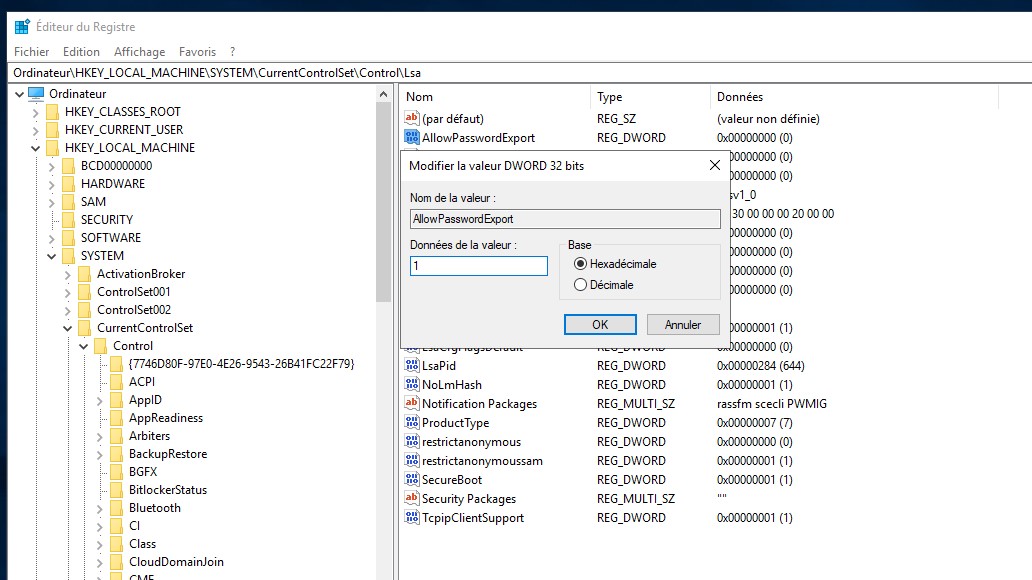 Éditeur du Registre
Fichier Edition Affichage Favoris ?
Ordinateur\HKEY_LOCAL_MACHINE\SYSTEM\CurrentControlSet\Control\Lsa
Ordinateur
HKEY_CLASSES_ROOT
HKEY_CURRENT_USER
HKEY_LOCAL_MACHINE
BCD00000000
HARDWARE
SAM
SECURITY
SOFTWARE
SYSTEM
ActivationBroker
ControlSet001
ControlSet002
CurrentControlSet
Control
{7746D80F-97E0-4E26-9543-26B41FC22F79}
ACPI
AppID
AppReadiness
Arbiters
BackupRestore
BGFX
BitlockerStatus
Bluetooth
CI
Class
CloudDomainJoin
Nom Type Données
(par défaut) REG_SZ (valeur non définie)
AllowPasswordExport REG_DWORD 0x00000000 (0)
0x00000000 (0)
0x00000000 (0)
sv1_0
30 00 00 00 20 00 00
0x00000000 (0)
0x00000000 (0)
0x00000000 (0)
0x00000000 (0)
0x00000001 (1)
LsaCfgFlagsDefault REG_DWORD 0x00000000 (0)
LsaPid REG_DWORD 0x00000284 (644)
NoLmHash REG_DWORD 0x00000001 (1)
Notification Packages REG_MULTI_SZ rassfm scecli PWMIG
ProductType REG_DWORD 0x00000007 (7)
restrictanonymous REG_DWORD 0x00000000 (0)
restrictanonymoussam REG_DWORD 0x00000001 (1)
SecureBoot REG_DWORD 0x00000001 (1)
Security Packages REG_MULTI_SZ ""
TcpipClientSupport REG_DWORD 0x00000001 (1)
Modifier la valeur DWORD 32 bits
Nom de la valeur :
AllowPasswordExport
Données de la valeur :
1
Base
Hexadécimale
Décimale
OK Annuler